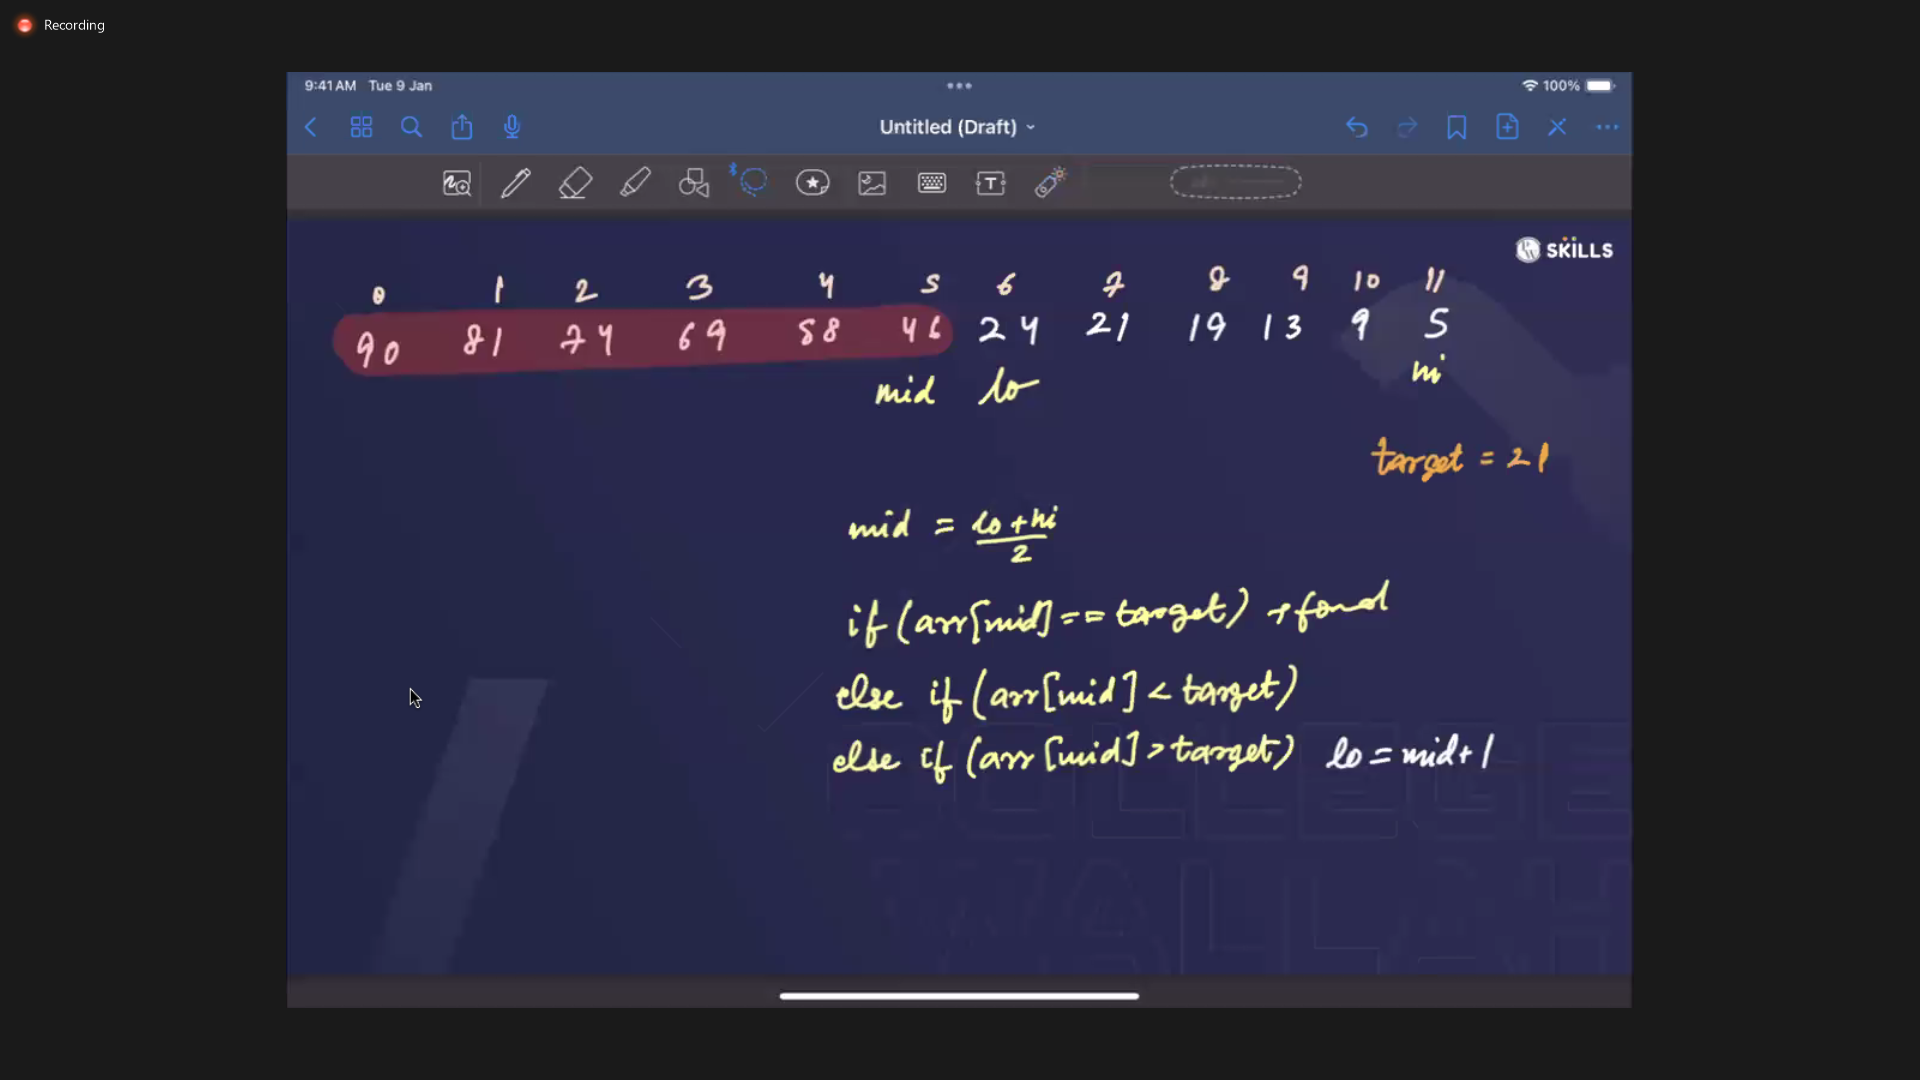 Recording
9:41 AM Tue 9 Jan
100%
Untitled (Draft)
T
SKILLS
0 1 2 3 4 5 6 7 8 9 10 11
90 81 74 69 58 46 24 21 19 13 9 5
mid lo hi
target = 21
mid = lo + hi
2
if (arr[mid] == target) → found
else if (arr[mid] < target)
else if (arr[mid] > target) lo = mid + 1
COLLEGE
WALLAH